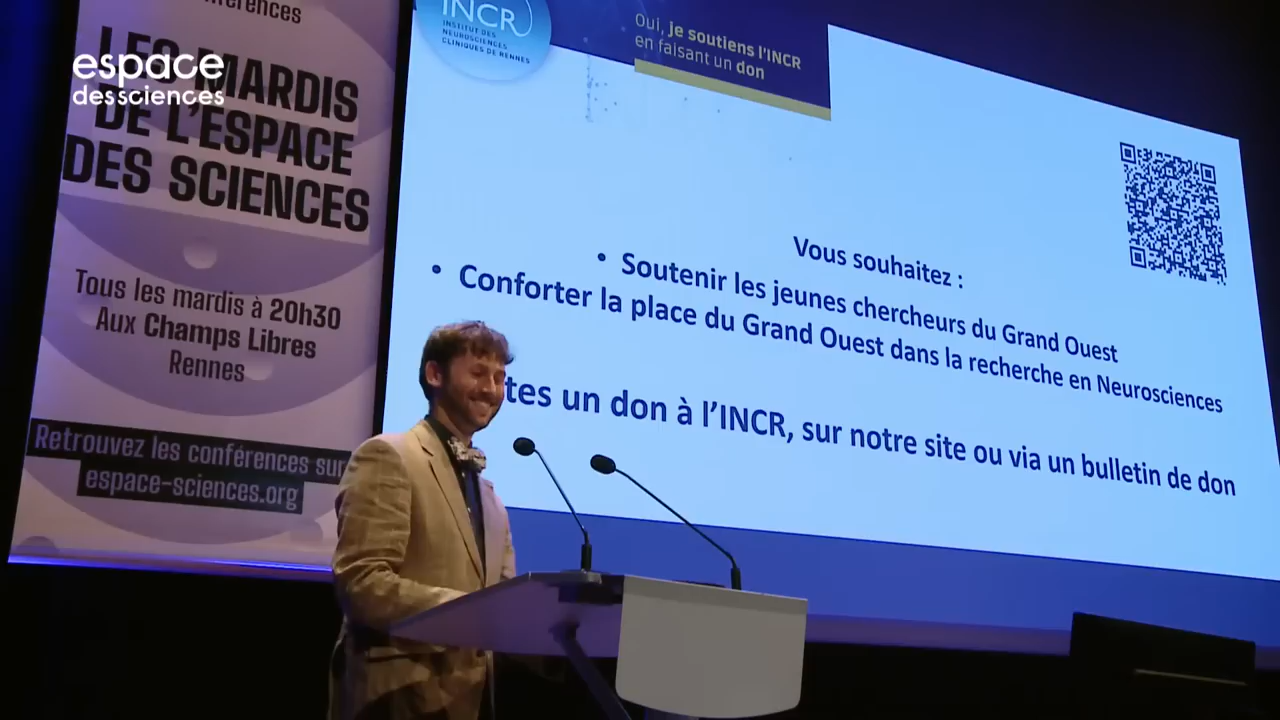 conférences
LES MARDIS
DE L'ESPACE
DES SCIENCES
espace
des sciences
Tous les mardis à 20h30
Aux Champs Libres
Rennes
Retrouvez les conférences sur
espace-sciences.org
INCR
INSTITUT DES
NEUROSCIENCES
CLINIQUES DE RENNES
Oui, je soutiens l'INCR
en faisant un don
Vous souhaitez :
• Soutenir les jeunes chercheurs du Grand Ouest
• Conforter la place du Grand Ouest dans la recherche en Neurosciences
tes un don à l'INCR, sur notre site ou via un bulletin de don